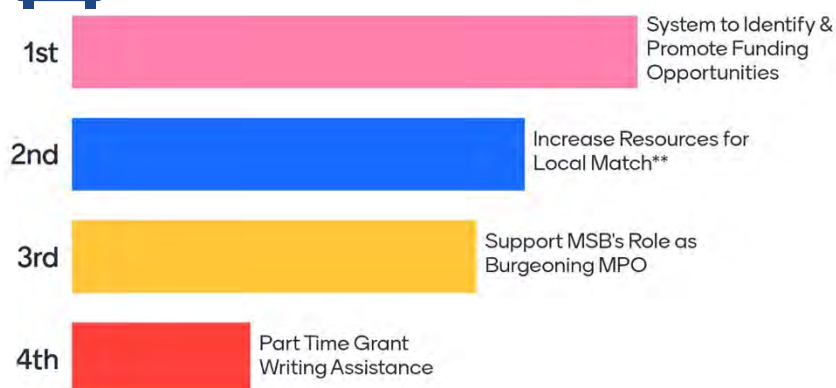 1st
System to Identify &
Promote Funding
Opportunities
2nd
Increase Resources for
Local Match**
3rd
Support MSB's Role as
Burgeoning MPO
4th
Part Time Grant
Writing Assistance